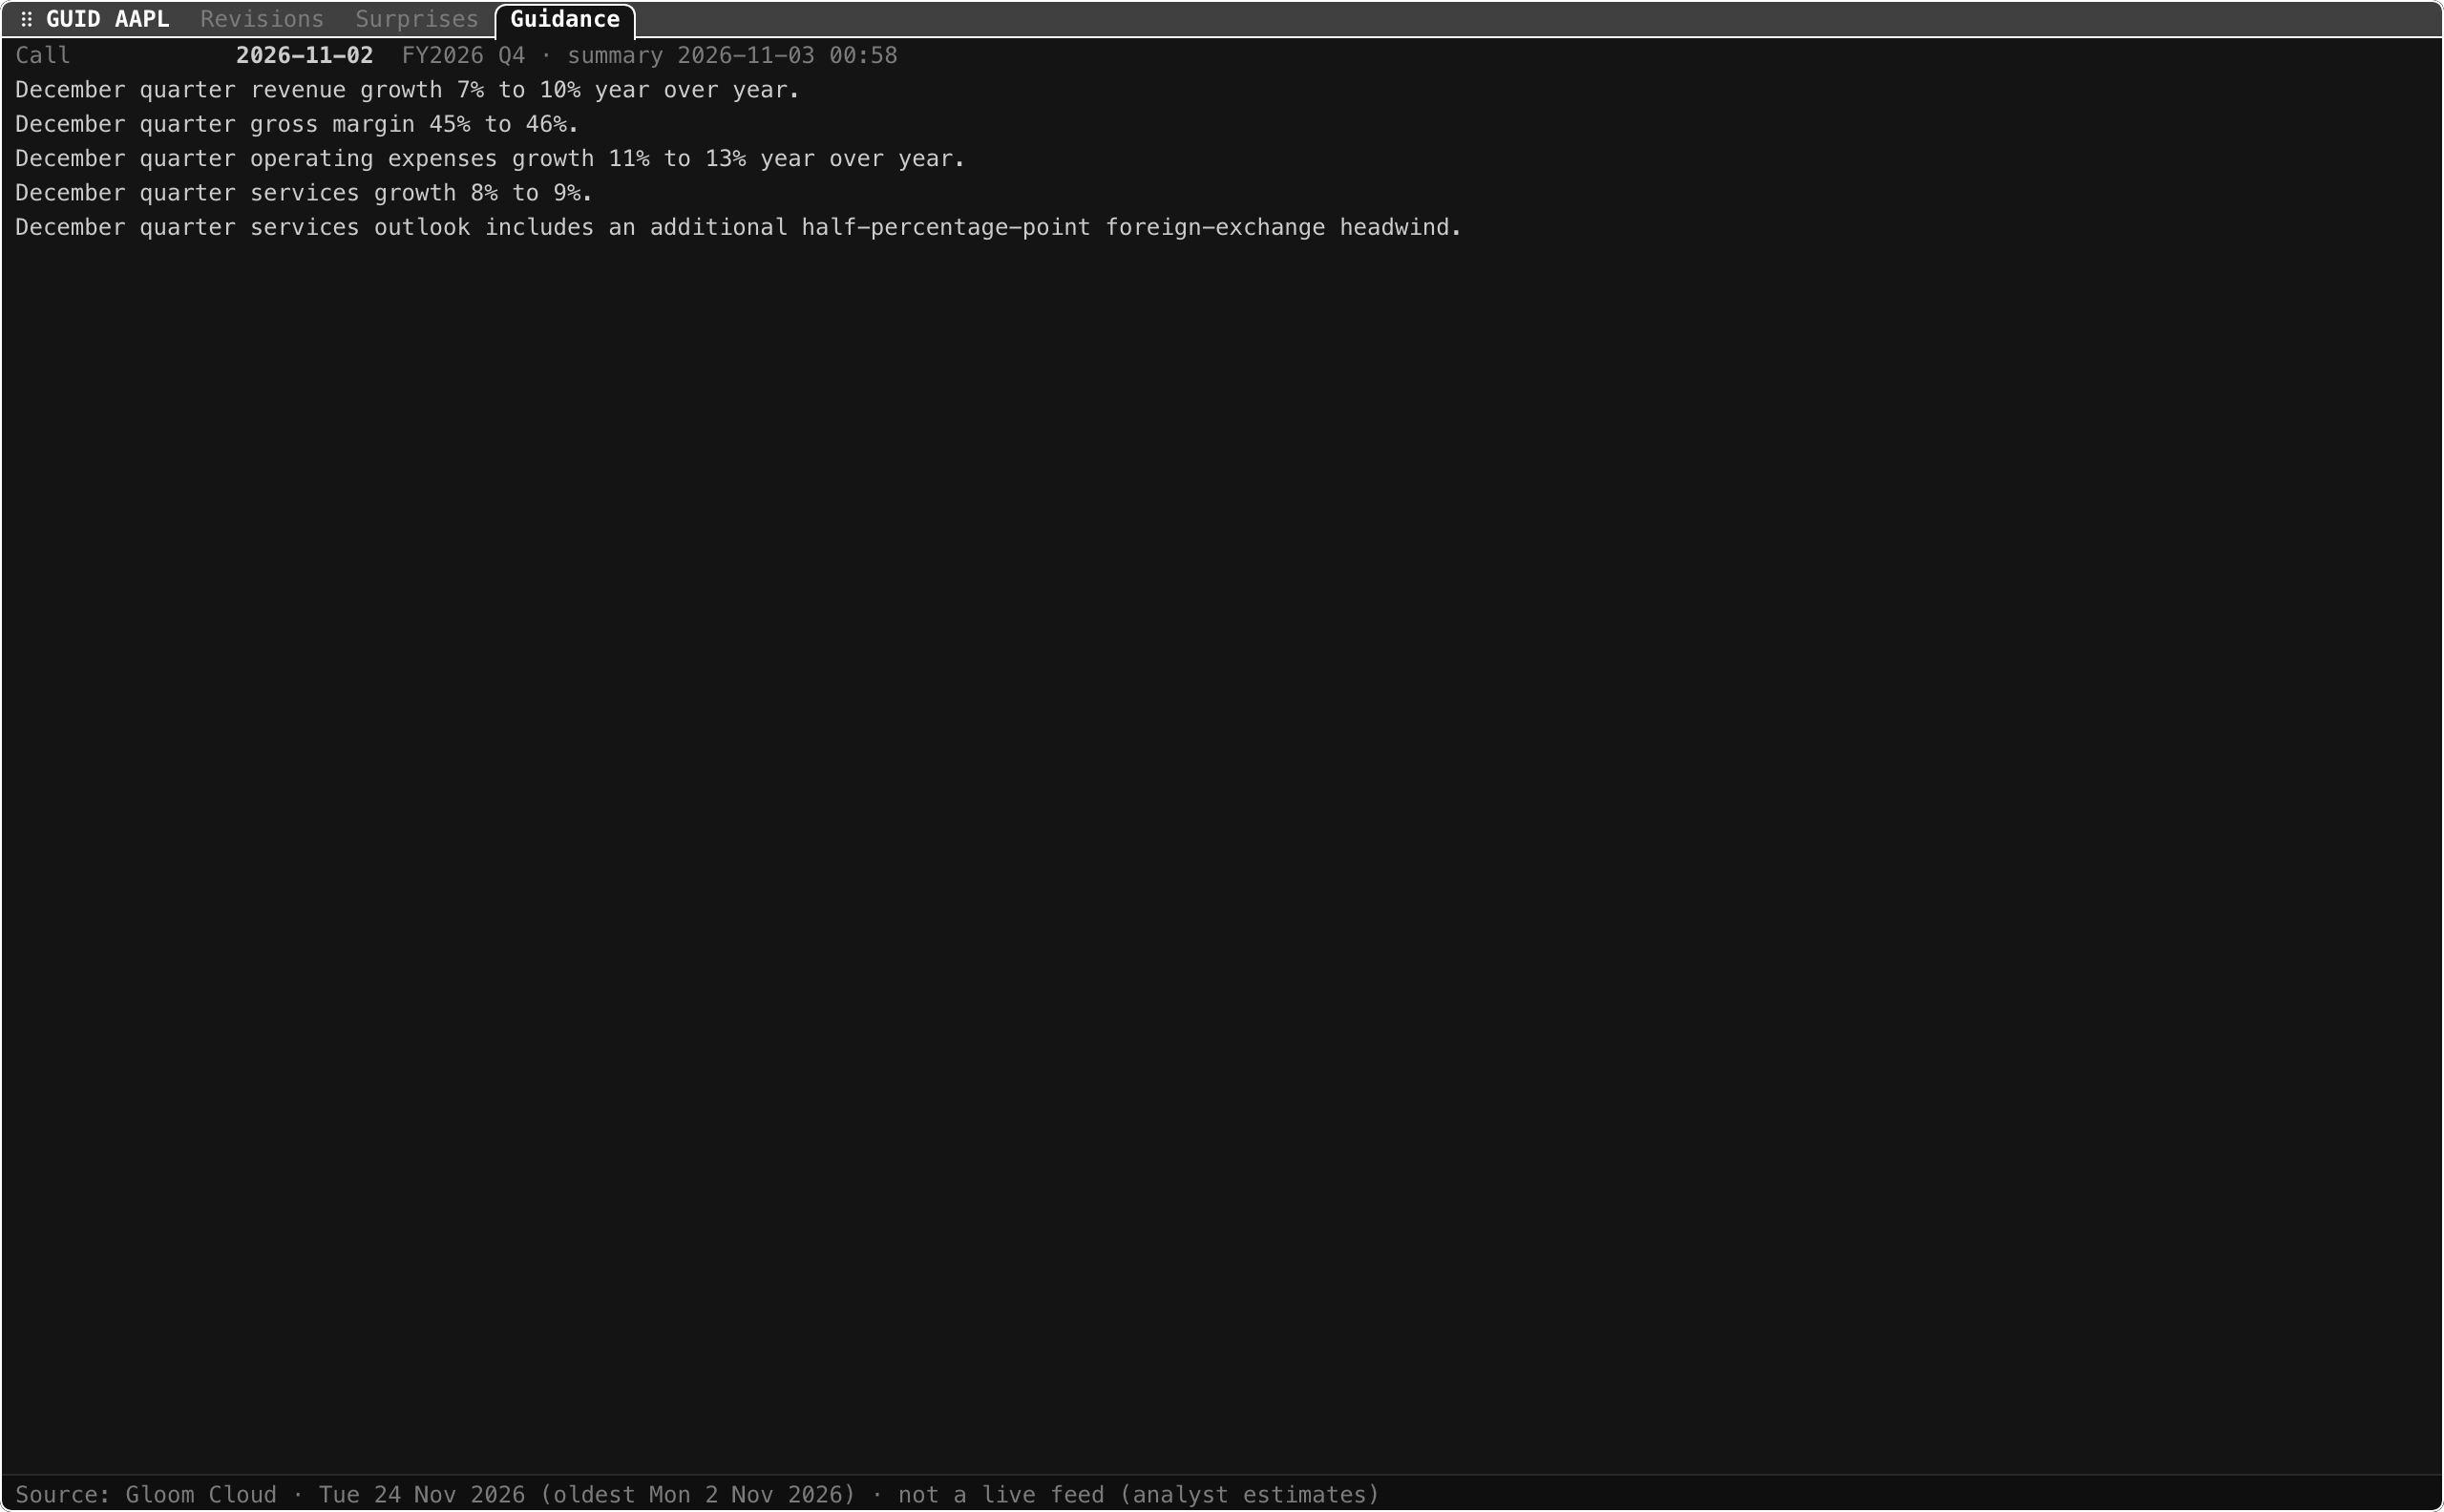 GUID AAPL Revisions Surprises Guidance
Call 2026-11-02 FY2026 Q4 · summary 2026-11-03 00:58
December quarter revenue growth 7% to 10% year over year.
December quarter gross margin 45% to 46%.
December quarter operating expenses growth 11% to 13% year over year.
December quarter services growth 8% to 9%.
December quarter services outlook includes an additional half-percentage-point foreign-exchange headwind.
Source: Gloom Cloud · Tue 24 Nov 2026 (oldest Mon 2 Nov 2026) · not a live feed (analyst estimates)